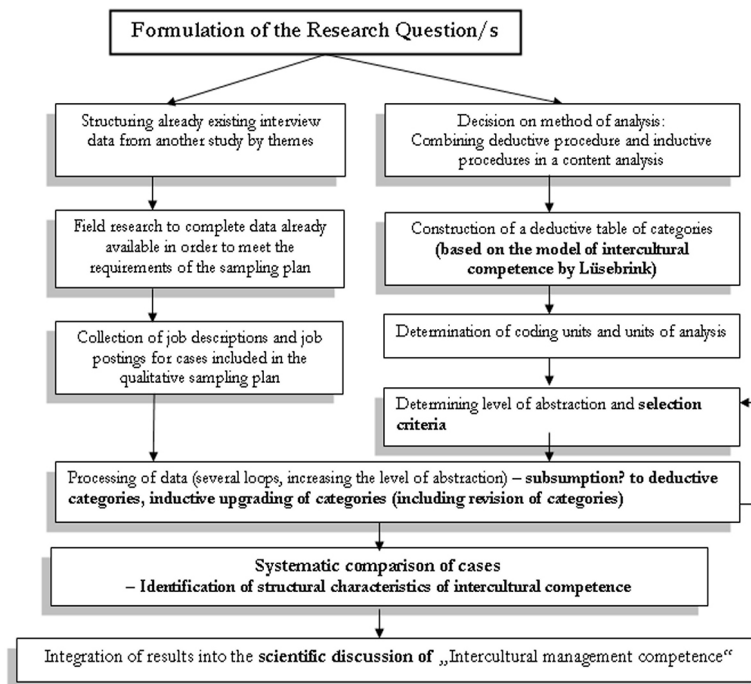 Formulation of the Research Question/s
Structuring already existing interview
data from another study by themes
Field research to complete data already
available in order to meet the
requirements of the sampling plan
Collection of job descriptions and job
postings for cases included in the
qualitative sampling plan
Decision on method of analysis:
Combining deductive procedure and inductive
procedures in a content analysis
Construction of a deductive table of categories
(based on the model of intercultural
competence by Lüsebrink)
Determination of coding units and units of analysis
Determining level of abstraction and selection
criteria
Processing of data (several loops, increasing the level of abstraction) – subsumption? to deductive
categories, inductive upgrading of categories (including revision of categories)
Systematic comparison of cases
– Identification of structural characteristics of intercultural competence
Integration of results into the scientific discussion of „Intercultural management competence“